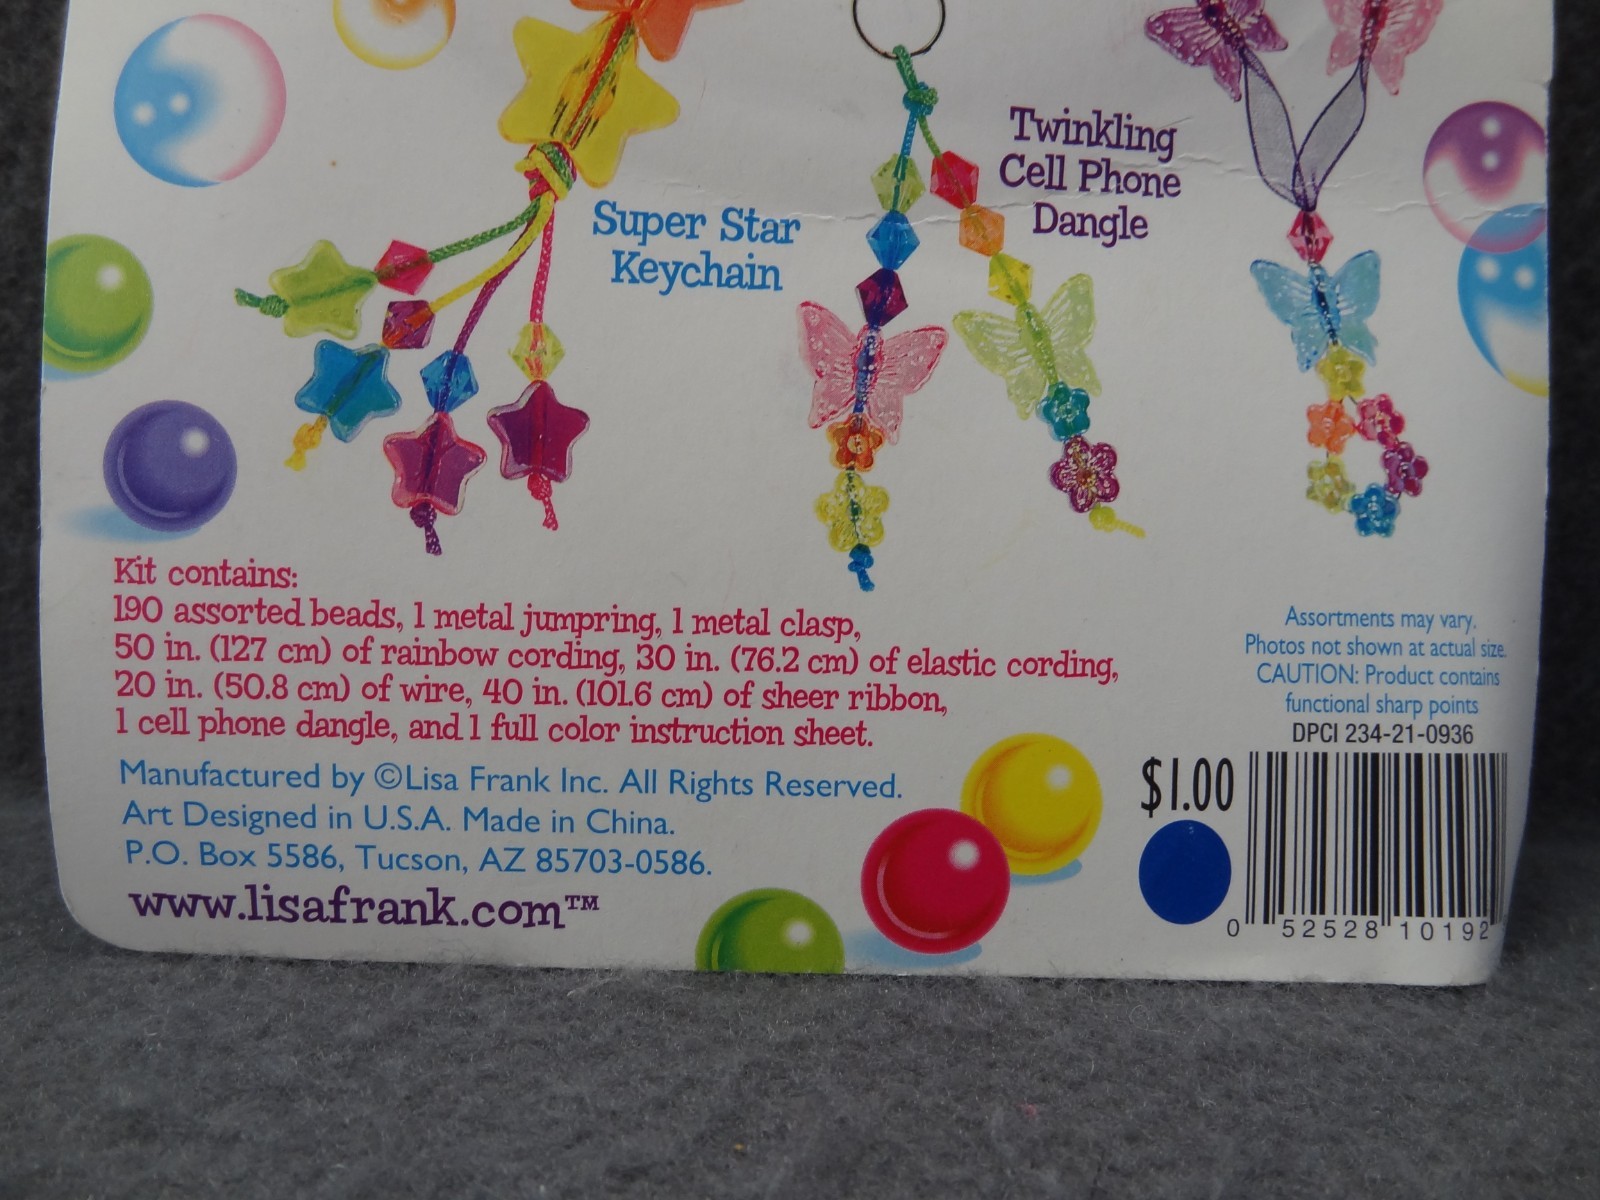 Twinkling
Cell Phone
Dangle
Super Star
Keychain
Kit contains:
190 assorted beads, 1 metal jumpring, 1 metal clasp,
50 in. (127 cm) of rainbow cording, 30 in. (76.2 cm) of elastic cording,
20 in. (50.8 cm) of wire, 40 in. (101.6 cm) of sheer ribbon,
1 cell phone dangle, and 1 full color instruction sheet.
Manufactured by ©Lisa Frank Inc. All Rights Reserved.
Art Designed in U.S.A. Made in China.
P.O. Box 5586, Tucson, AZ 85703-0586.
www.lisafrank.com™
Assortments may vary.
Photos not shown at actual size.
CAUTION: Product contains
functional sharp points
DPCI 234-21-0936
$1.00
0 52528 10192